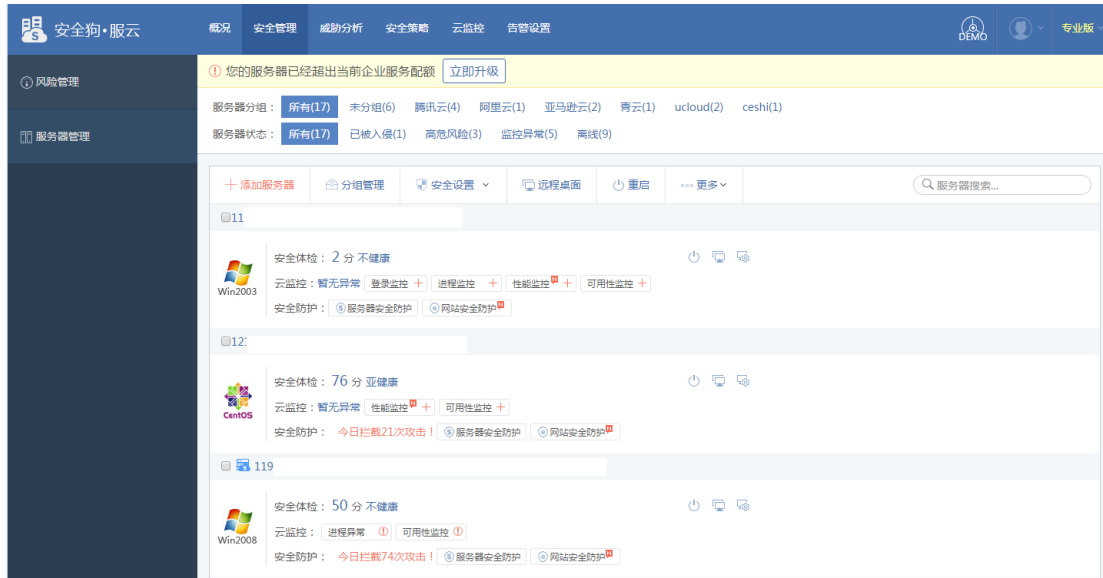 安全狗·服云 概况 安全管理 威胁分析 安全策略 云监控 告警设置 DEMO 专业版
风险管理
服务器管理
您的服务器已经超出当前企业服务配额 立即升级
服务器分组： 所有(17) 未分组(6) 腾讯云(4) 阿里云(1) 亚马逊云(2) 青云(1) ucloud(2) ceshi(1)
服务器状态： 所有(17) 已被入侵(1) 高危风险(3) 监控异常(5) 离线(9)
添加服务器 分组管理 安全设置 远程桌面 重启 更多 服务器搜索...
11
Win2003
安全体检： 2 分 不健康
云监控：暂无异常 登录监控 + 进程监控 + 性能监控 + 可用性监控 +
安全防护： 服务器安全防护 网站安全防护
12:
CentOS
安全体检： 76 分 亚健康
云监控：暂无异常 性能监控 + 可用性监控 +
安全防护： 今日拦截21次攻击！ 服务器安全防护 网站安全防护
119
Win2008
安全体检： 50 分 不健康
云监控： 进程异常 可用性监控
安全防护： 今日拦截74次攻击！ 服务器安全防护 网站安全防护